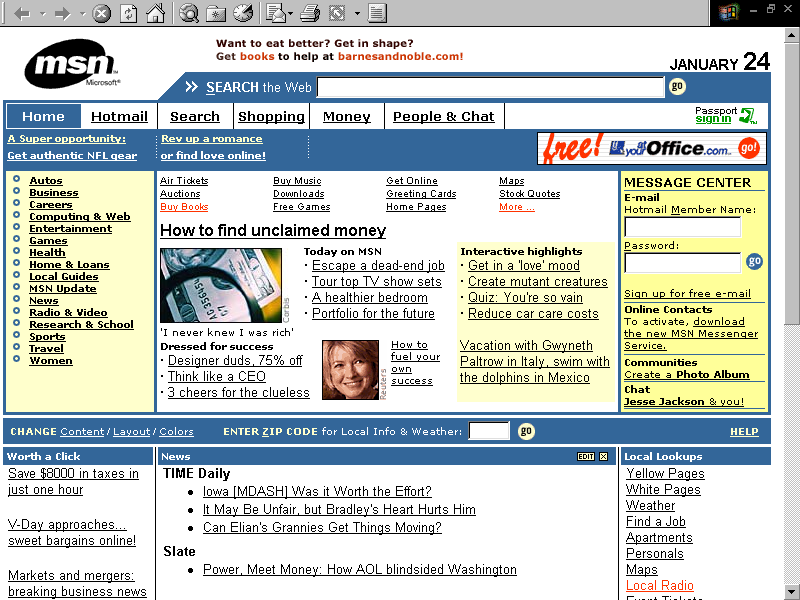 Want to eat better? Get in shape?
Get books to help at barnesandnoble.com!
msn
Microsoft®
JANUARY 24
SEARCH the Web
go
Home
Hotmail
Search
Shopping
Money
People & Chat
Passport
sign in
A Super opportunity:
Get authentic NFL gear
Rev up a romance
or find love online!
free! @yourOffice.com go!
Autos
Business
Careers
Computing & Web
Entertainment
Games
Health
Home & Loans
Local Guides
MSN Update
News
Radio & Video
Research & School
Sports
Travel
Women
Air Tickets
Buy Music
Get Online
Maps
Auctions
Downloads
Greeting Cards
Stock Quotes
Buy Books
Free Games
Home Pages
More ...
How to find unclaimed money
Corbis
'I never knew I was rich'
Dressed for success
· Designer duds, 75% off
· Think like a CEO
· 3 cheers for the clueless
Today on MSN
· Escape a dead-end job
· Tour top TV show sets
· A healthier bedroom
· Portfolio for the future
Reuters
How to
fuel your
own
success
Interactive highlights
· Get in a 'love' mood
· Create mutant creatures
· Quiz: You're so vain
· Reduce car care costs
Vacation with Gwyneth
Paltrow in Italy, swim with
the dolphins in Mexico
MESSAGE CENTER
E-mail
Hotmail Member Name:
Password:
go
Sign up for free e-mail
Online Contacts
To activate, download
the new MSN Messenger
Service.
Communities
Create a Photo Album
Chat
Jesse Jackson & you!
CHANGE Content / Layout / Colors
ENTER ZIP CODE for Local Info & Weather:
go
HELP
Worth a Click
Save $8000 in taxes in
just one hour
V-Day approaches...
sweet bargains online!
Markets and mergers:
breaking business news
News
EDIT X
TIME Daily
• Iowa [MDASH] Was it Worth the Effort?
• It May Be Unfair, but Bradley's Heart Hurts Him
• Can Elian's Grannies Get Things Moving?
Slate
• Power, Meet Money: How AOL blindsided Washington
Local Lookups
Yellow Pages
White Pages
Weather
Find a Job
Apartments
Personals
Maps
Local Radio
Event Tickets